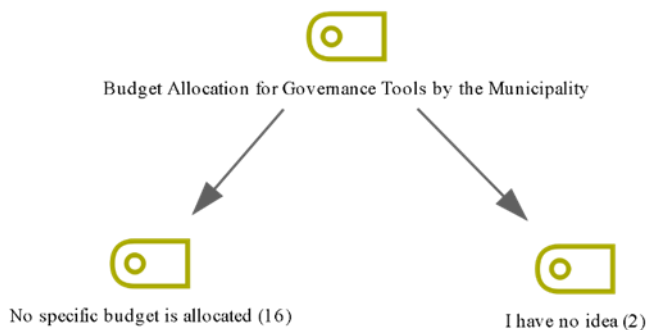 Budget Allocation for Governance Tools by the Municipality
No specific budget is allocated (16)
I have no idea (2)